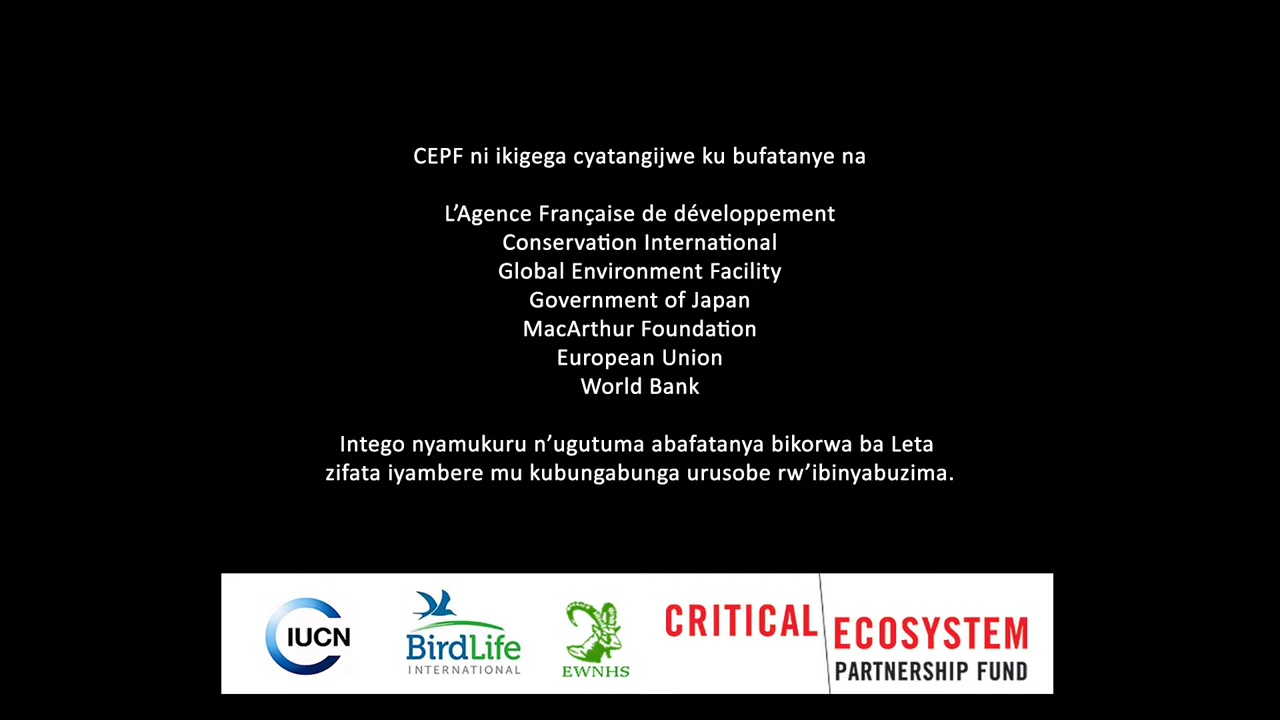 CEPF ni ikigega cyatangijwe ku bufatanye na
L’Agence Française de développement
Conservation International
Global Environment Facility
Government of Japan
MacArthur Foundation
European Union
World Bank
Intego nyamukuru n’ugutuma abafatanya bikorwa ba Leta
zifata iyambere mu kubungabunga urusobe rw’ibinyabuzima.
IUCN
BirdLife
INTERNATIONAL
EWNHS
CRITICAL
ECOSYSTEM
PARTNERSHIP FUND